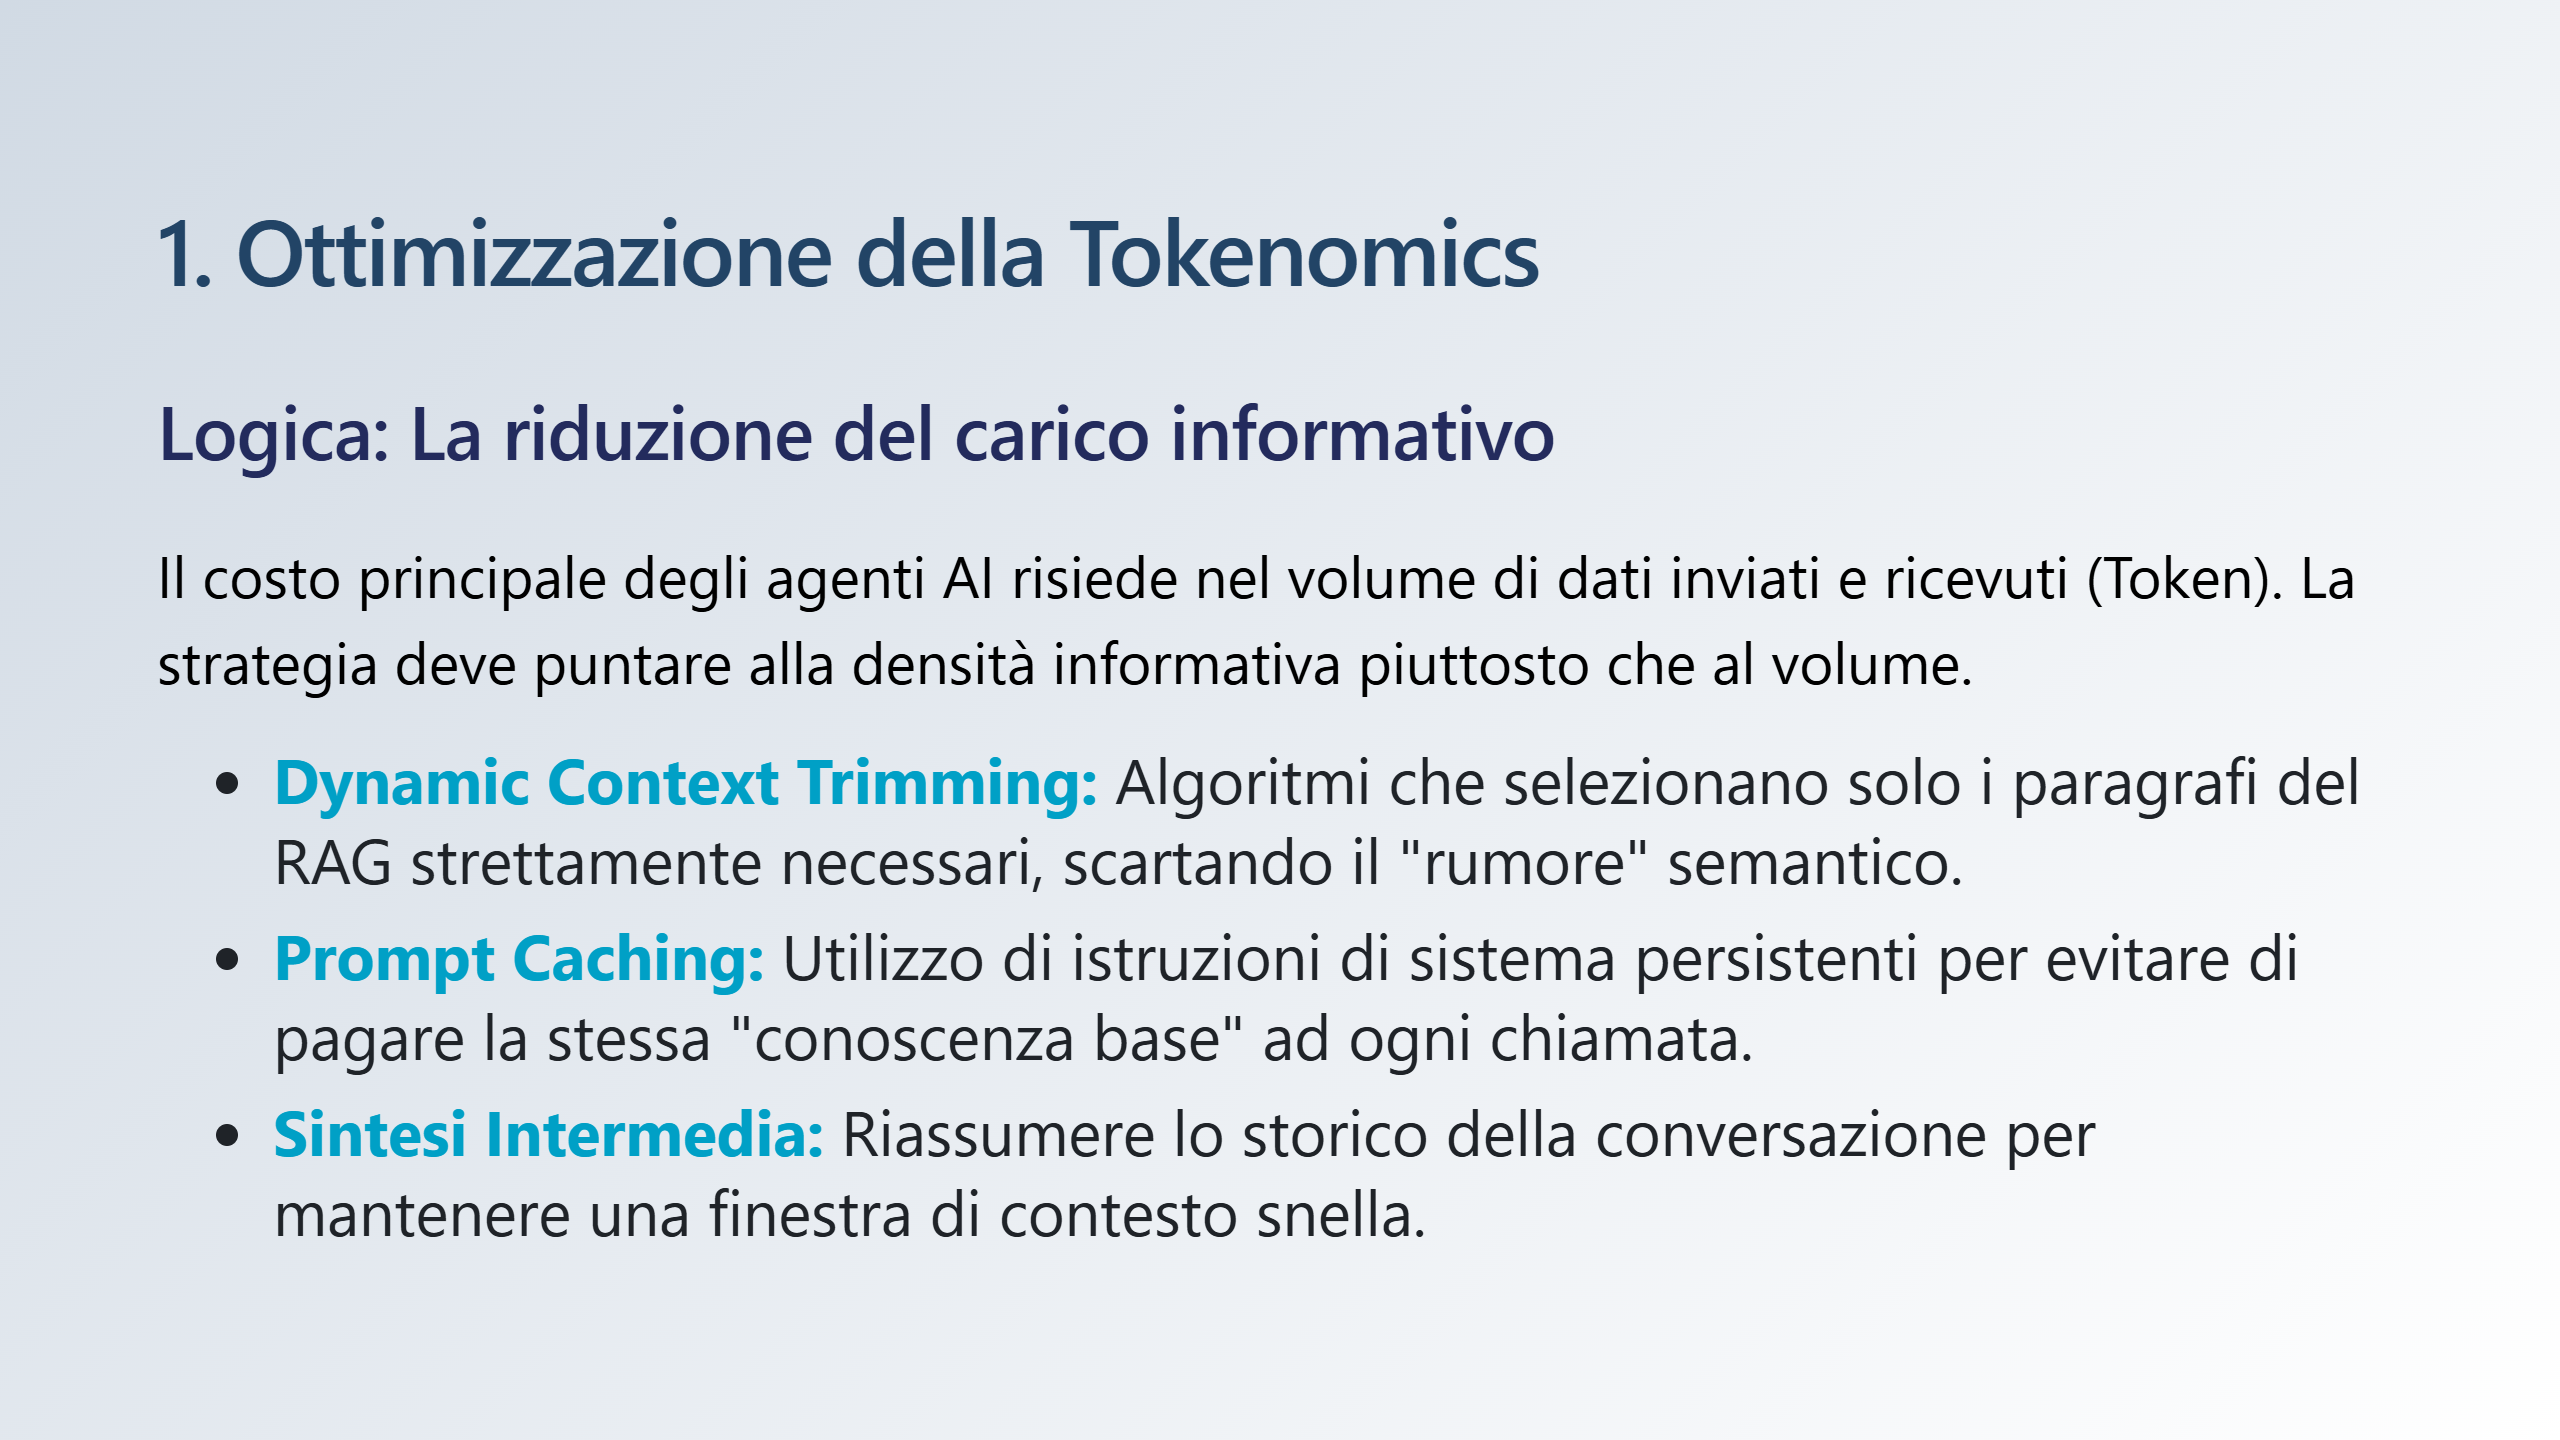 1. Ottimizzazione della Tokenomics
Logica: La riduzione del carico informativo
Il costo principale degli agenti AI risiede nel volume di dati inviati e ricevuti (Token). La
strategia deve puntare alla densità informativa piuttosto che al volume.
• Dynamic Context Trimming: Algoritmi che selezionano solo i paragrafi del
RAG strettamente necessari, scartando il "rumore" semantico.
• Prompt Caching: Utilizzo di istruzioni di sistema persistenti per evitare di
pagare la stessa "conoscenza base" ad ogni chiamata.
• Sintesi Intermedia: Riassumere lo storico della conversazione per
mantenere una finestra di contesto snella.